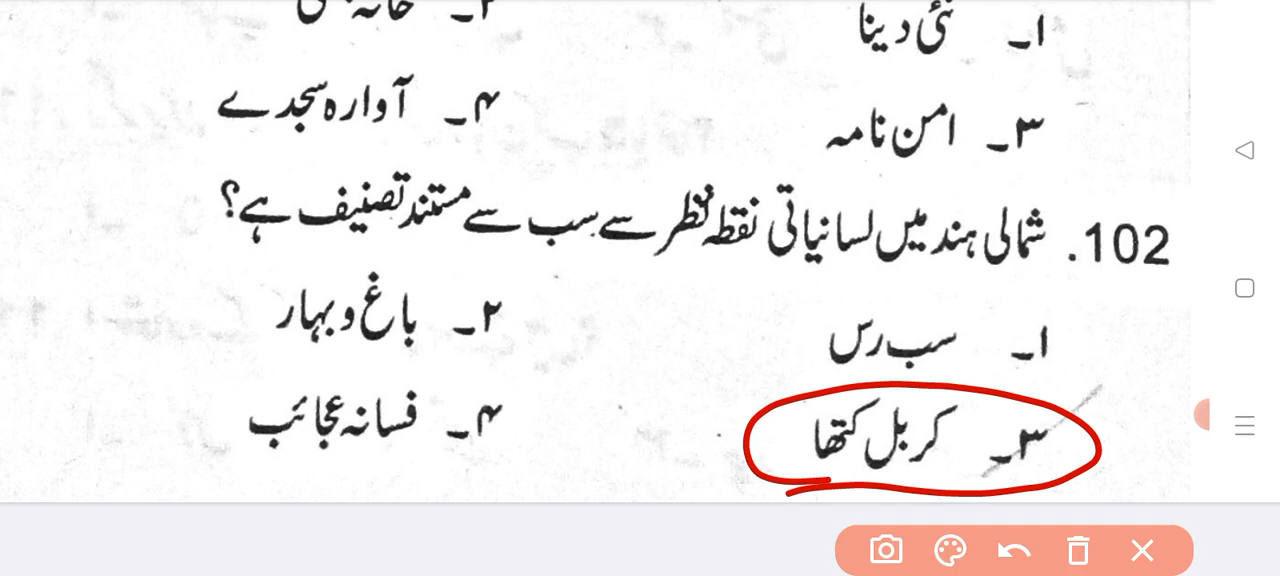 ۱۔ نئی دینا
۲۔
۳۔ امن نامہ
۴۔ آوارہ سجدے
102. شمالی ہند میں لسانیاتی نقطہ نظر سے سب سے مستند تصنیف ہے؟
۱۔ سب رس
۲۔ باغ و بہار
۳۔ کربل کتھا
۴۔ فسانہ عجائب